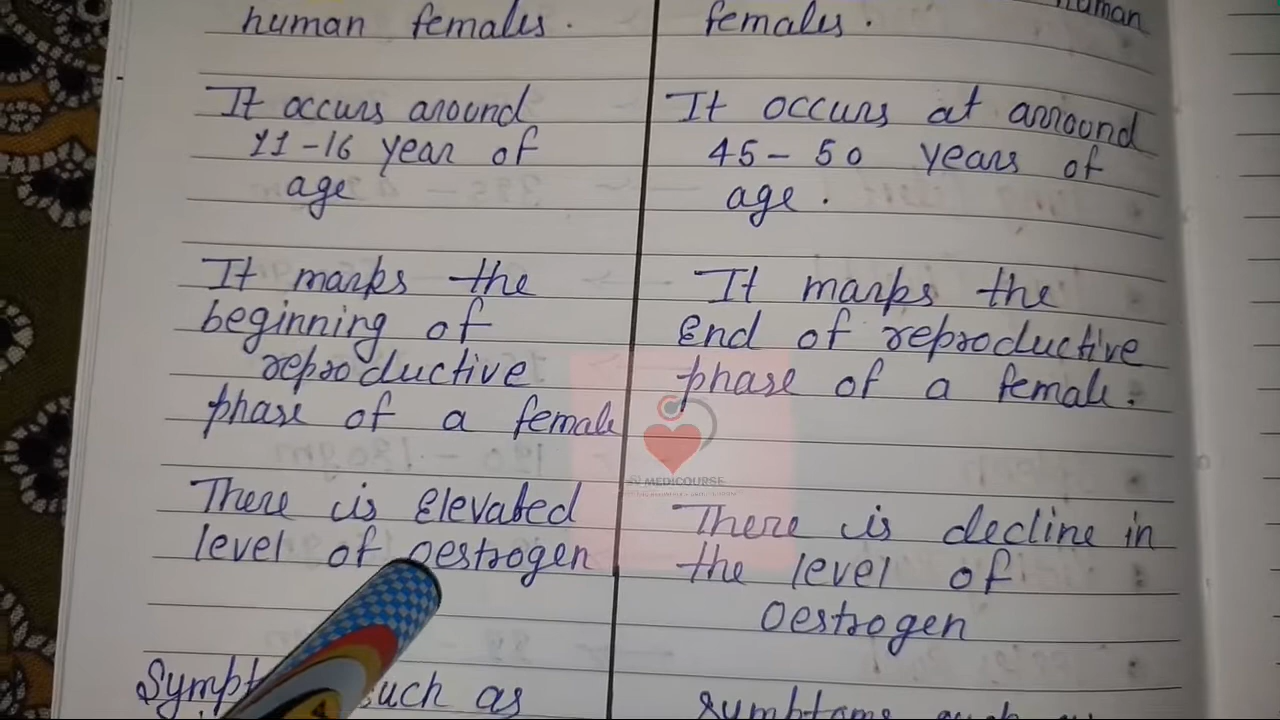 human females.
It occurs around
11-16 year of
age
It marks the
beginning of
reproductive
phase of a female
There is Elevated
level of oestrogen
such as
human
females.
It occurs at arround
45-50 years of
age.
It marks the
End of reproductive
phase of a female.
There is decline in
the level of
oestrogen
MEDICOURSE